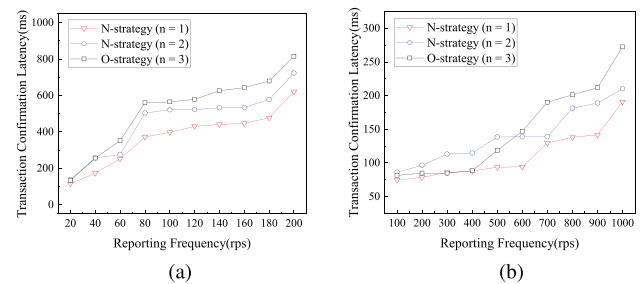 1000
800
600
400
200
0
Transaction Confirmation Latency(ms)
N-strategy (n = 1)
N-strategy (n = 2)
O-strategy (n = 3)
20 40 60 80 100 120 140 160 180 200
Reporting Frequency(rps)
(a)
300
250
200
150
100
50
Transaction Confirmation Latency(ms)
N-strategy (n = 1)
N-strategy (n = 2)
O-strategy (n = 3)
100 200 300 400 500 600 700 800 900 1000
Reporting Frequency(rps)
(b)